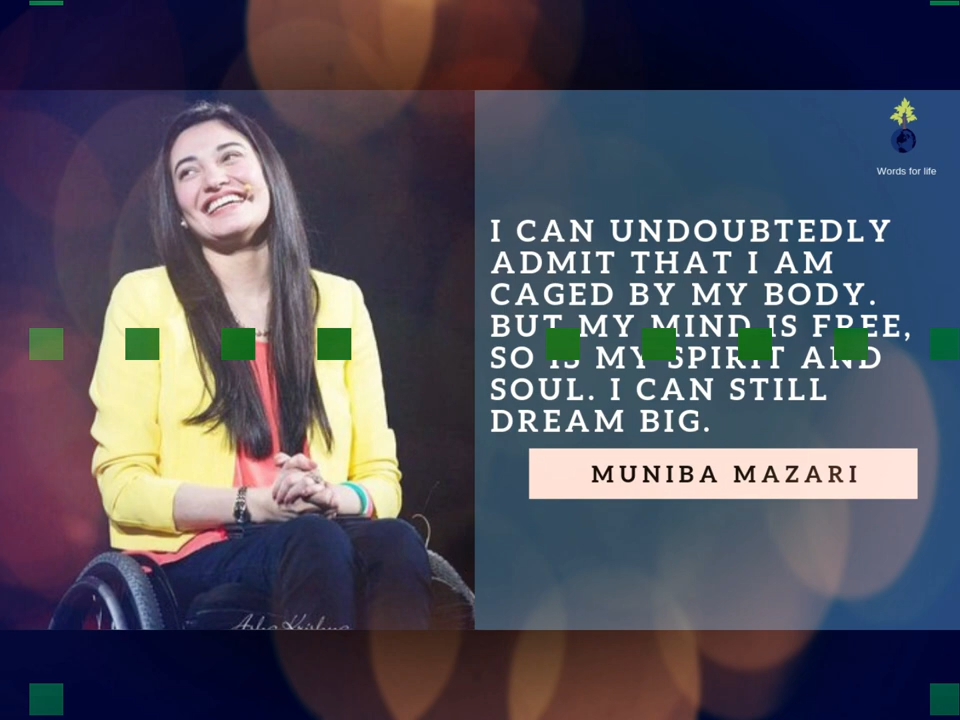 Words for life
I CAN UNDOUBTEDLY
ADMIT THAT I AM
CAGED BY MY BODY.
BUT MY MIND IS FREE,
SO IS MY SPIRIT AND
SOUL. I CAN STILL
DREAM BIG.
MUNIBA MAZARI